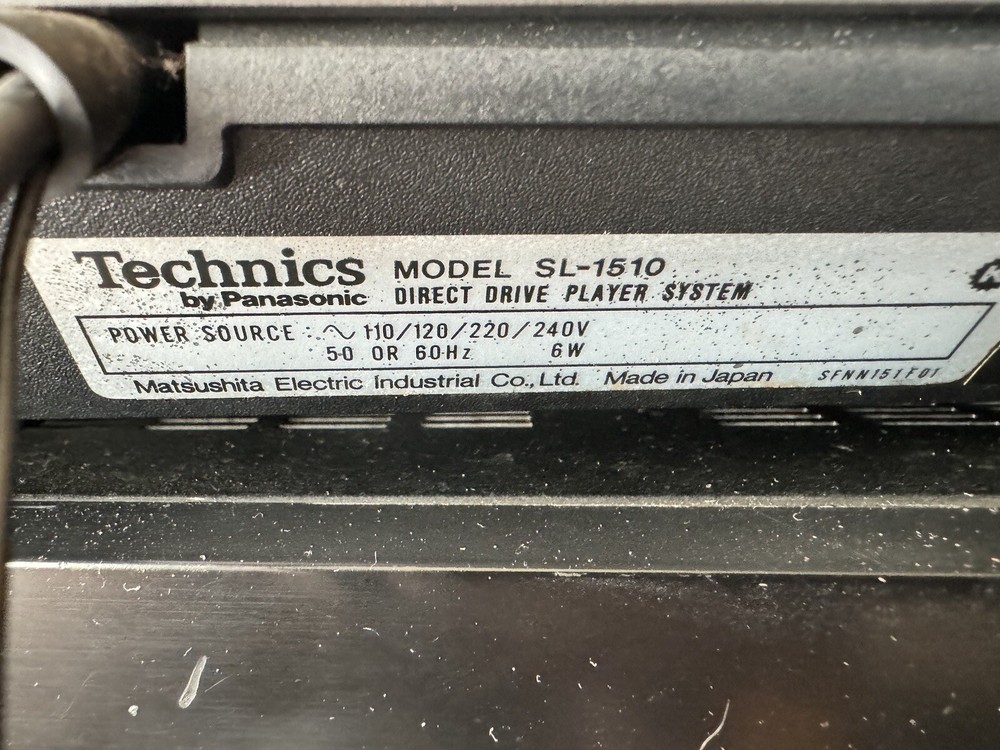 Technics MODEL SL-1510
by Panasonic DIRECT DRIVE PLAYER SYSTEM
POWER SOURCE : ∿ 110/120/220/240V
50 OR 60Hz 6W
Matsushita Electric Industrial Co., Ltd. Made in Japan SFNN151F01